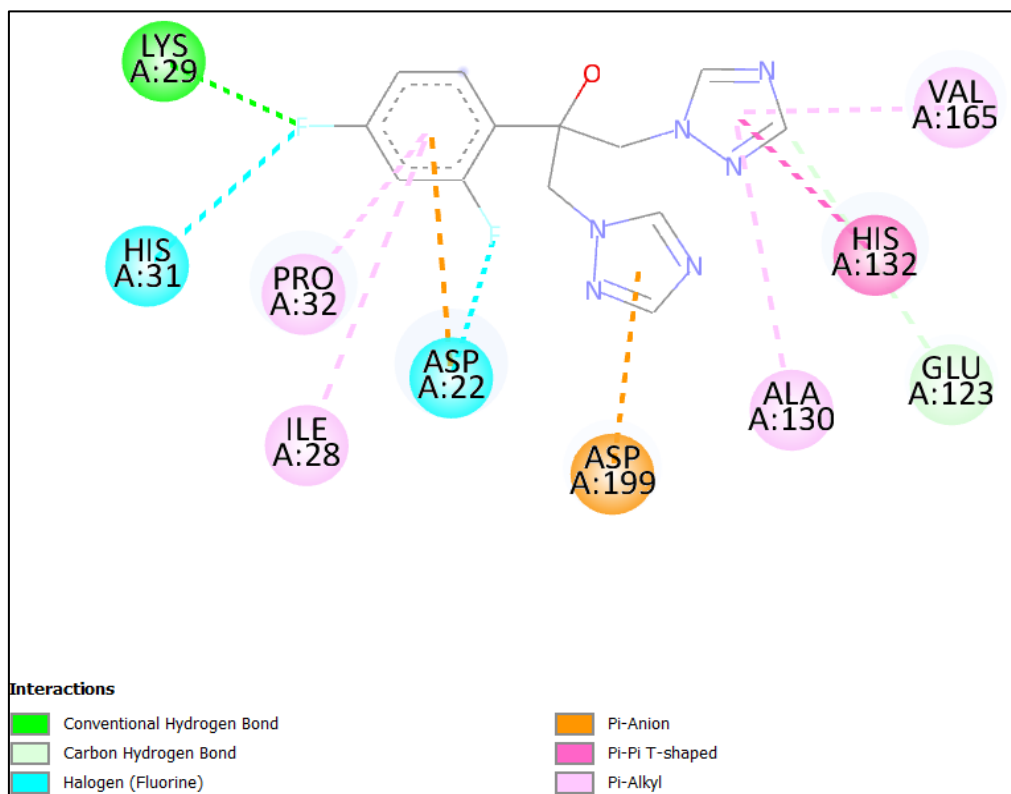 LYS
A:29
F
O
N
N
N
VAL
A:165
HIS
A:31
PRO
A:32
F
N
N
N
HIS
A:132
ASP
A:22
GLU
A:123
ILE
A:28
ALA
A:130
ASP
A:199
Interactions
Conventional Hydrogen Bond
Carbon Hydrogen Bond
Halogen (Fluorine)
Pi-Anion
Pi-Pi T-shaped
Pi-Alkyl